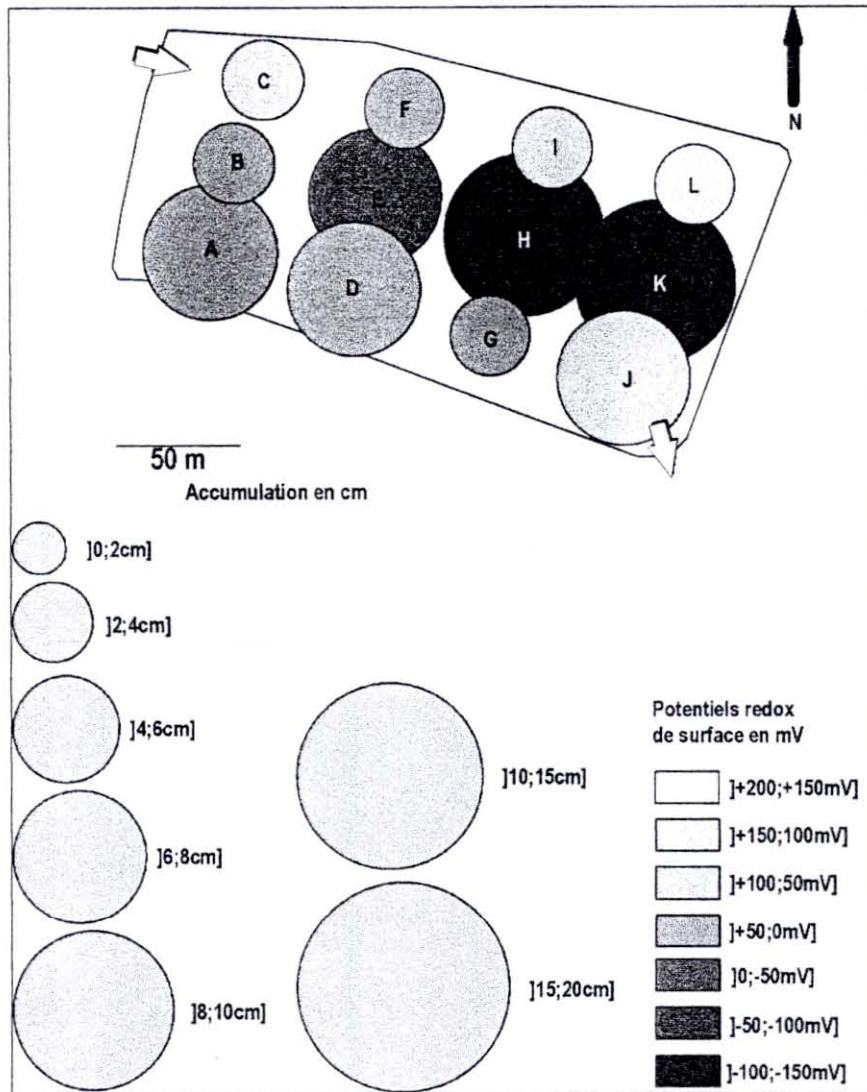 C
N
F
B
I
L
E
A
H
D
K
G
J
50 m
Accumulation en cm
]0;2cm]
]2;4cm]
]4;6cm]
]6;8cm]
]8;10cm]
]10;15cm]
]15;20cm]
Potentiels redox
de surface en mV
]+200;+150mV]
]+150;100mV]
]+100;50mV]
]+50;0mV]
]0;-50mV]
]-50;-100mV]
]-100;-150mV]